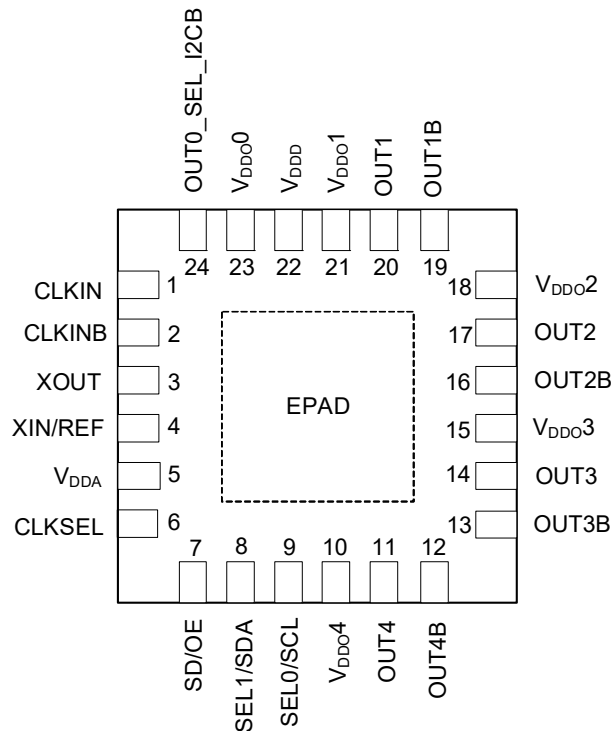 OUT0_SEL_I2CB
VDDO0
VDDD
VDDO1
OUT1
OUT1B
24
23
22
21
20
19
CLKIN
1
18
VDDO2
CLKINB
2
17
OUT2
XOUT
3
16
OUT2B
EPAD
XIN/REF
4
15
VDDO3
VDDA
5
14
OUT3
CLKSEL
6
13
OUT3B
7
8
9
10
11
12
SD/OE
SEL1/SDA
SEL0/SCL
VDDO4
OUT4
OUT4B